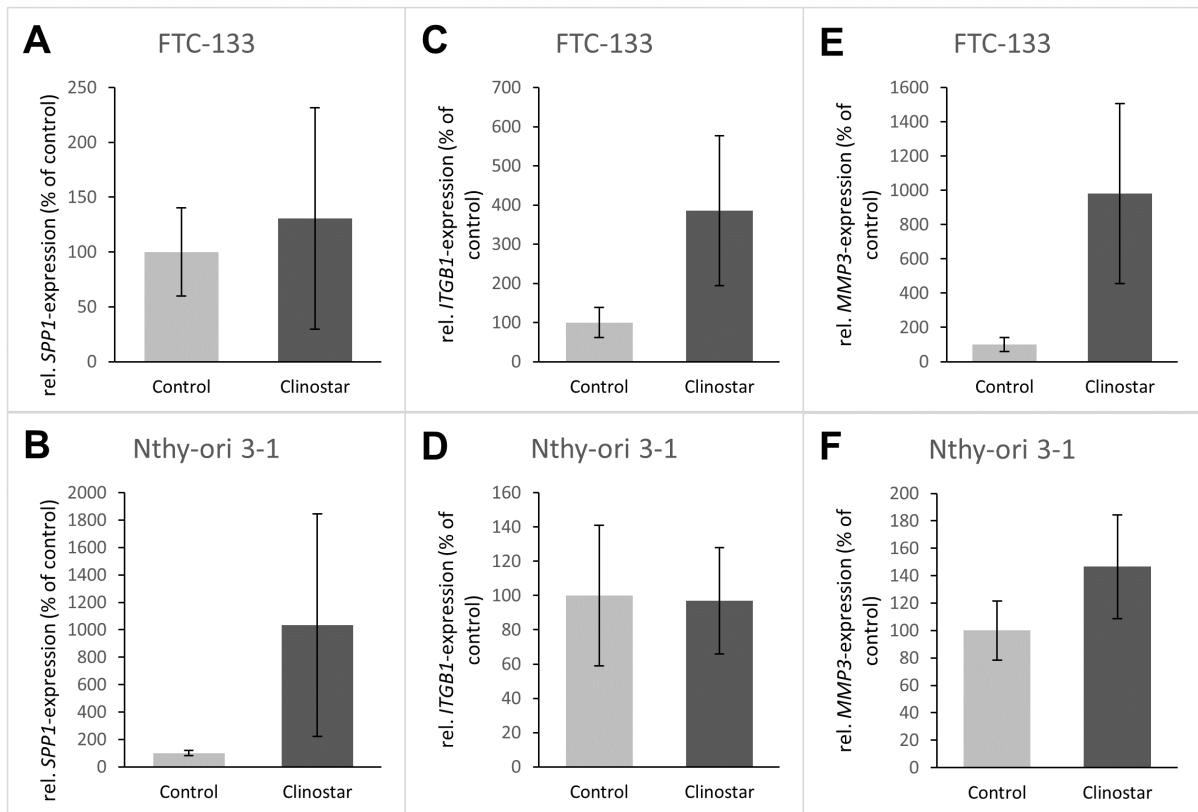 A
FTC-133
rel. SPP1-expression (% of control)
250
200
150
100
50
0
Control Clinostar
C
FTC-133
rel. ITGB1-expression (% of
control)
700
600
500
400
300
200
100
0
Control Clinostar
E
FTC-133
rel. MMP3-expression (% of
control)
1600
1400
1200
1000
800
600
400
200
0
Control Clinostar
B
Nthy-ori 3-1
rel. SPP1-expression (% of control)
2000
1800
1600
1400
1200
1000
800
600
400
200
0
Control Clinostar
D
Nthy-ori 3-1
rel. ITGB1-expression (% of
control)
160
140
120
100
80
60
40
20
0
Control Clinostar
F
Nthy-ori 3-1
rel. MMP3-expression (% of
control)
200
180
160
140
120
100
80
60
40
20
0
Control Clinostar